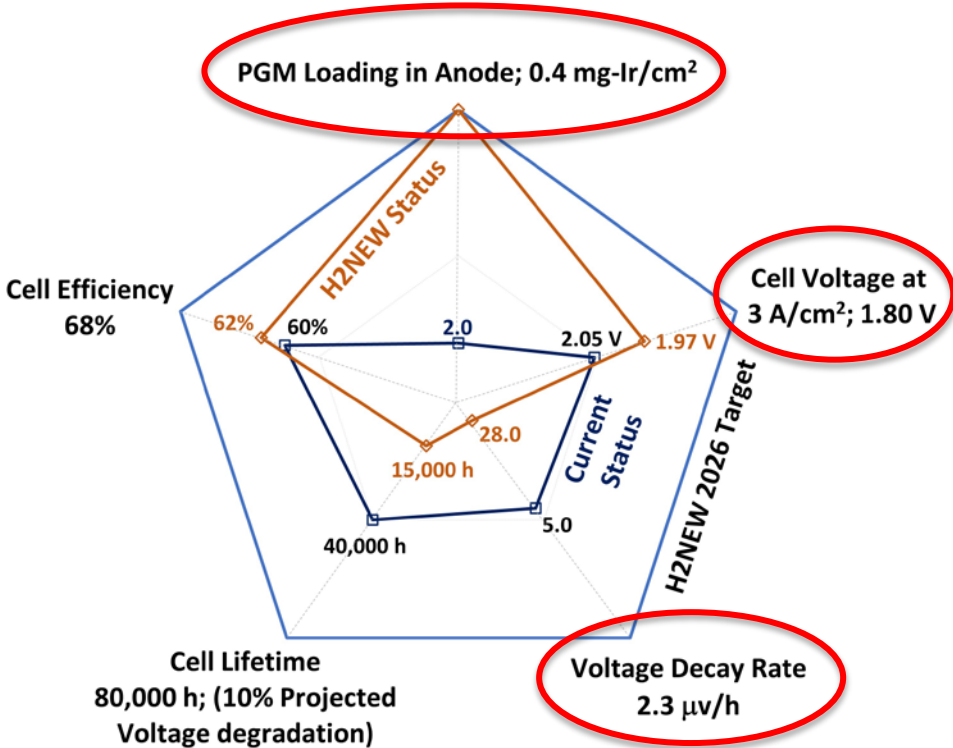 PGM Loading in Anode; 0.4 mg-Ir/cm²
H2NEW Status
Cell Efficiency
68%
Cell Voltage at
3 A/cm²; 1.80 V
62%
60%
2.0
2.05 V
1.97 V
28.0
15,000 h
Current
Status
H2NEW 2026 Target
5.0
40,000 h
Cell Lifetime
80,000 h; (10% Projected
Voltage degradation)
Voltage Decay Rate
2.3 μv/h